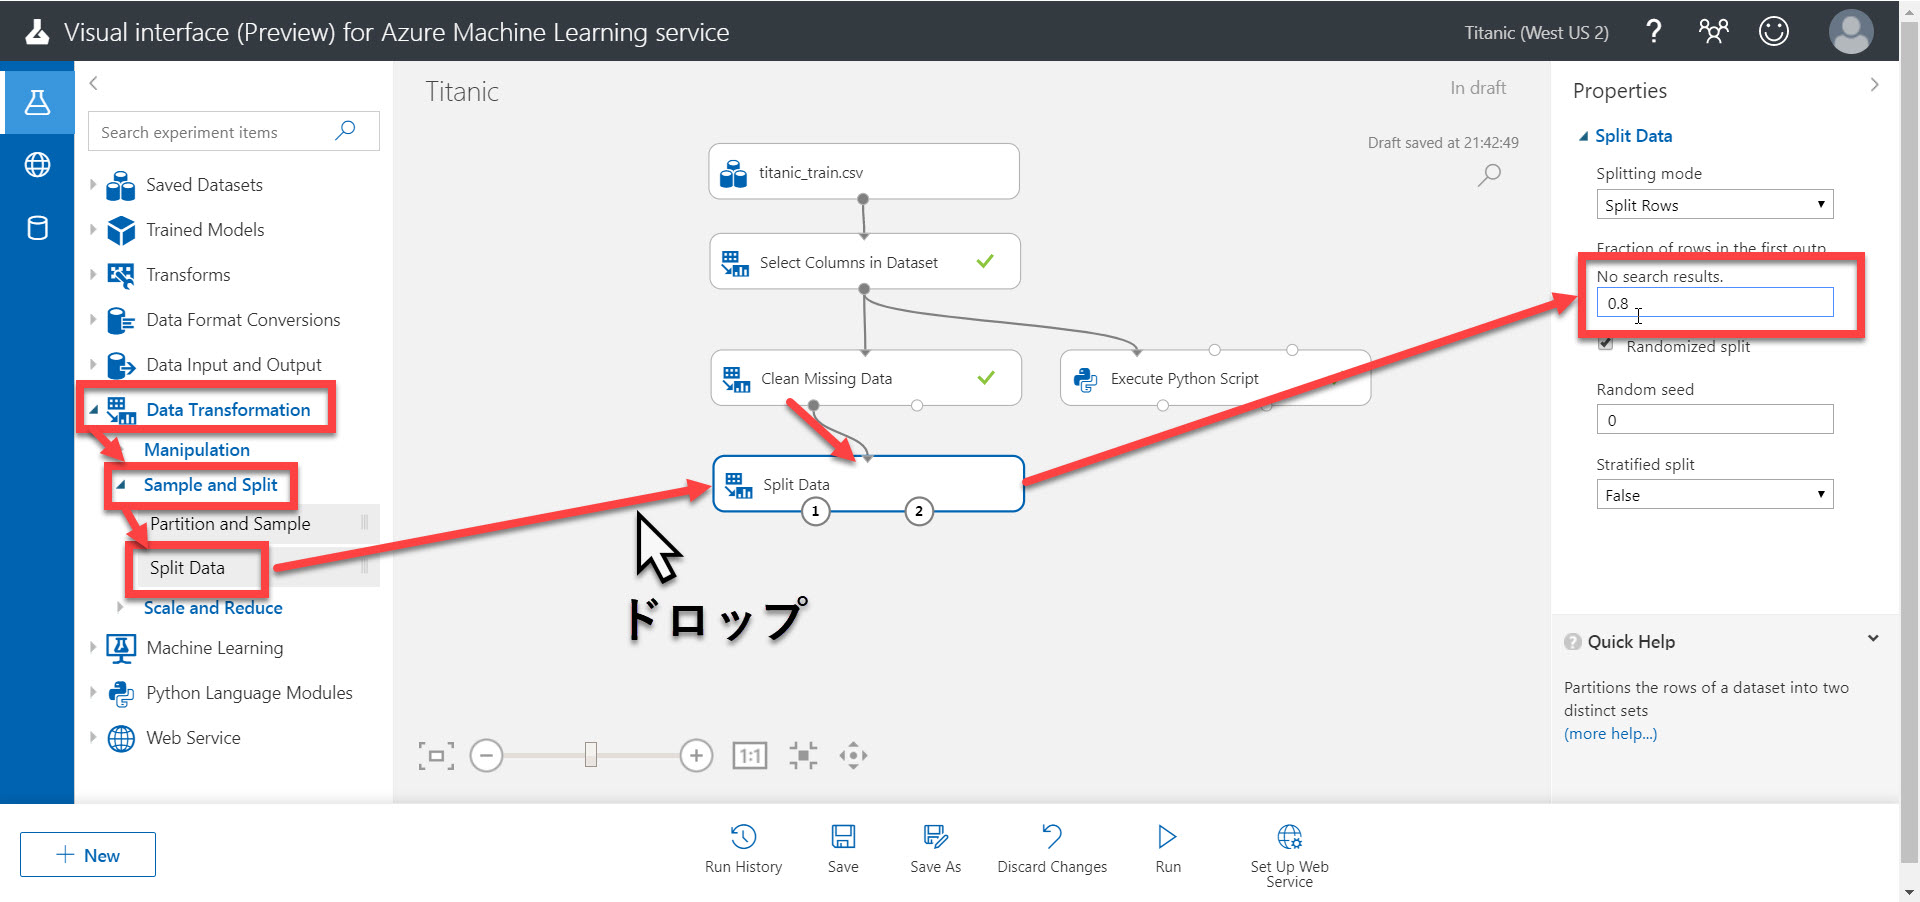 Visual interface (Preview) for Azure Machine Learning service
Titanic (West US 2)
?
Search experiment items
Saved Datasets
Trained Models
Transforms
Data Format Conversions
Data Input and Output
Data Transformation
Manipulation
Sample and Split
Partition and Sample
Split Data
Scale and Reduce
Machine Learning
Python Language Modules
Web Service
Titanic
In draft
Draft saved at 21:42:49
titanic_train.csv
Select Columns in Dataset
Clean Missing Data
Execute Python Script
Split Data
1
2
ドロップ
1:1
Properties
Split Data
Splitting mode
Split Rows
Fraction of rows in the first outp
No search results.
0.8
Randomized split
Random seed
0
Stratified split
False
? Quick Help
Partitions the rows of a dataset into two
distinct sets
(more help...)
New
Run History
Save
Save As
Discard Changes
Run
Set Up Web
Service